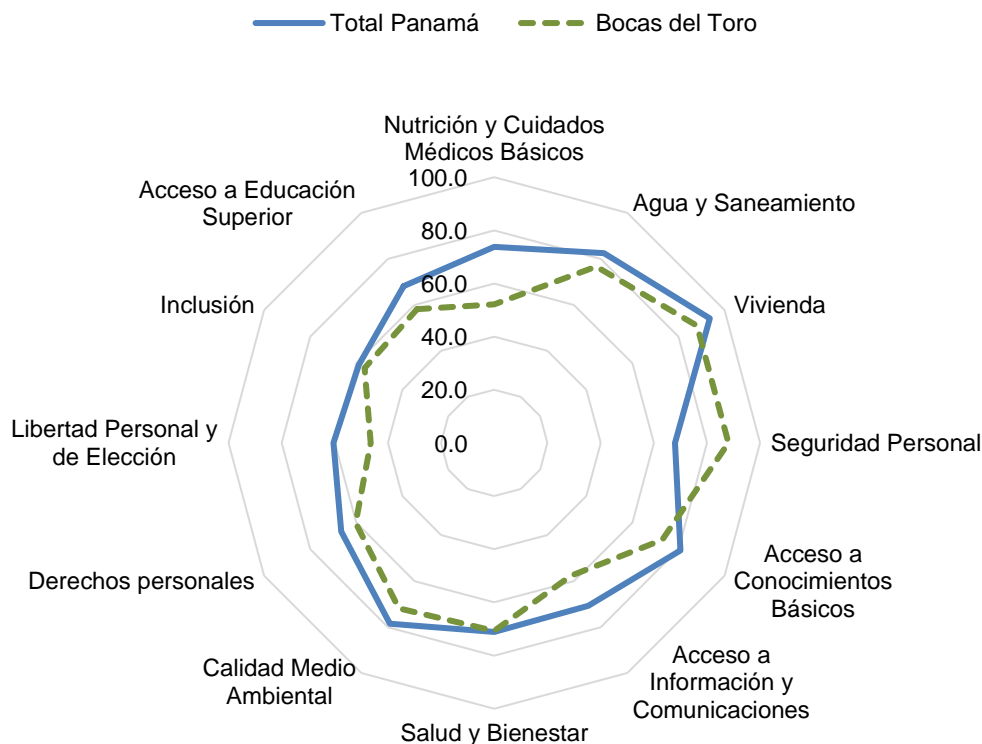 Total Panamá
Bocas del Toro
Nutrición y Cuidados
Médicos Básicos
Agua y Saneamiento
Vivienda
Seguridad Personal
Acceso a
Conocimientos
Básicos
Acceso a
Información y
Comunicaciones
Salud y Bienestar
Calidad Medio
Ambiental
Derechos personales
Libertad Personal y
de Elección
Inclusión
Acceso a Educación
Superior
100.0
80.0
60.0
40.0
20.0
0.0